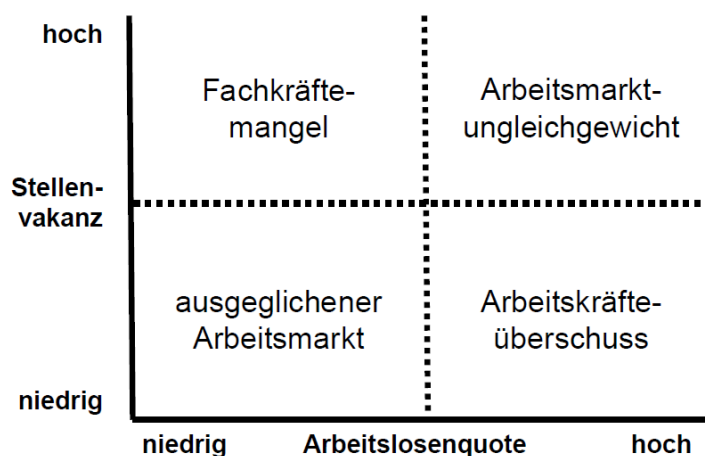 hoch
Fachkräfte-
mangel
Arbeitsmarkt-
ungleichgewicht
Stellen-
vakanz
ausgeglichener
Arbeitsmarkt
Arbeitskräfte-
überschuss
niedrig
niedrig Arbeitslosenquote hoch